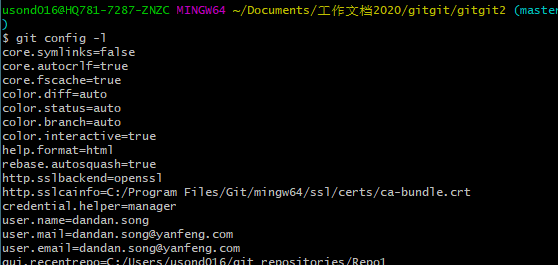 usond016@HQ781-7287-ZNZC MINGW64 ~/Documents/工作文档2020/gitgit/gitgit2 (master
)
$ git config -l
core.symlinks=false
core.autocrlf=true
core.fscache=true
color.diff=auto
color.status=auto
color.branch=auto
color.interactive=true
help.format=html
rebase.autosquash=true
http.sslbackend=openssl
http.sslcainfo=C:/Program Files/Git/mingw64/ssl/certs/ca-bundle.crt
credential.helper=manager
user.name=dandan.song
user.mail=dandan.song@yanfeng.com
user.email=dandan.song@yanfeng.com
gui.recentrepo=C:/Users/usond016/git repositories/Repo1